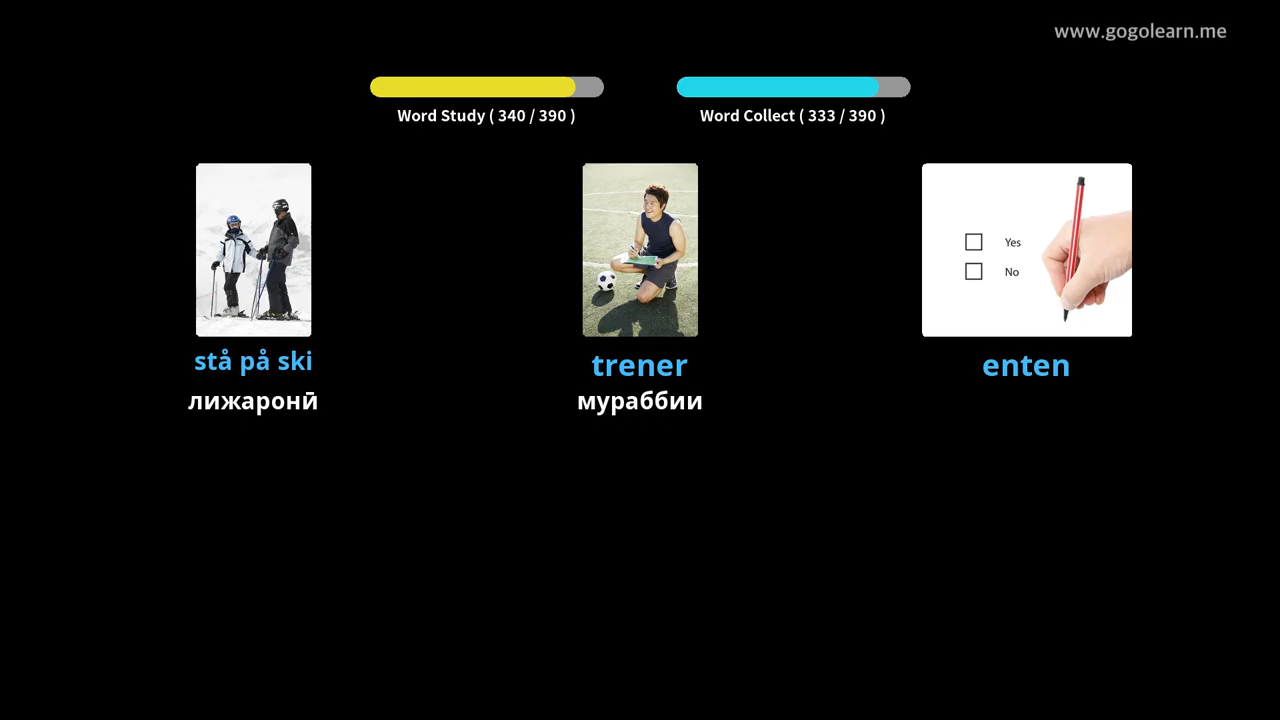 www.gogolearn.me
Word Study ( 340 / 390 )
Word Collect ( 333 / 390 )
Yes
No
stå på ski
trener
enten
лижаронӣ
мураббии